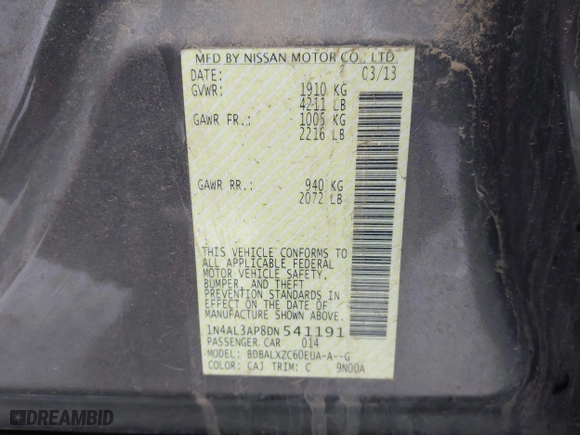 MFD BY NISSAN MOTOR CO., LTD.
DATE: 03/13
GVWR: 1910 KG
4211 LB
GAWR FR.: 1005 KG
2216 LB
GAWR RR.: 940 KG
2072 LB
THIS VEHICLE CONFORMS TO
ALL APPLICABLE FEDERAL
MOTOR VEHICLE SAFETY,
BUMPER, AND THEFT
PREVENTION STANDARDS IN
EFFECT ON THE DATE OF
MANUFACTURE SHOWN ABOVE.
1N4AL3AP8DN541191
PASSENGER CAR 014
MODEL: BDBALXZC60EUA-A--G
COLOR: CAJ TRIM: C 9N00A
DREAMBID